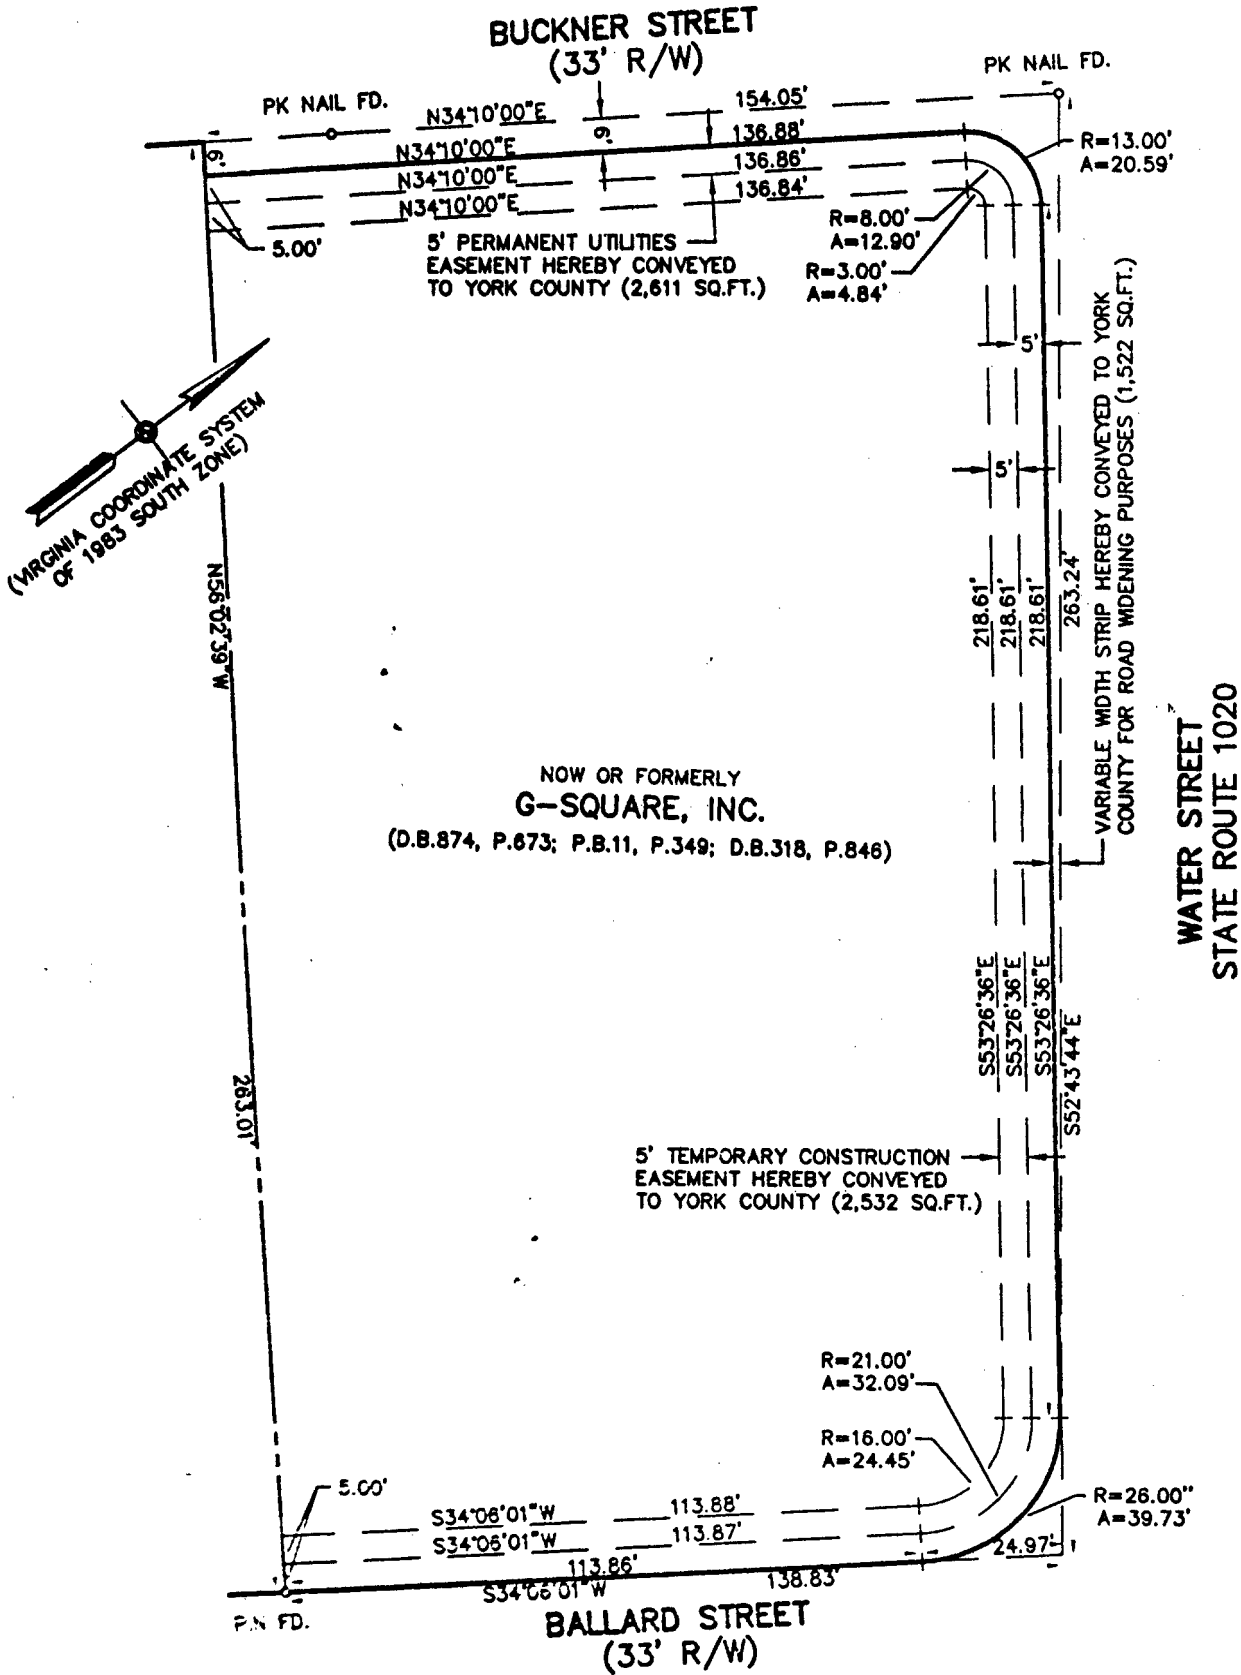 BUCKNER STREET
(33' R/W)
PK NAIL FD.
PK NAIL FD.
N34°10'00"E
154.05'
6'
6'
N34°10'00"E
136.88'
N34°10'00"E
136.86'
N34°10'00"E
136.84'
R=13.00'
A=20.59'
R=8.00'
A=12.90'
R=3.00'
A=4.84'
5.00'
5' PERMANENT UTILITIES
EASEMENT HEREBY CONVEYED
TO YORK COUNTY (2,611 SQ.FT.)
5'
5'
(VIRGINIA COORDINATE SYSTEM
OF 1983 SOUTH ZONE)
VARIABLE WIDTH STRIP HEREBY CONVEYED TO YORK
COUNTY FOR ROAD WIDENING PURPOSES (1,522 SQ.FT.)
N56°02'39"W
263.01'
218.61'
218.61'
218.61'
263.24'
NOW OR FORMERLY
G-SQUARE, INC.
(D.B.874, P.673; P.B.11, P.349; D.B.318, P.846)
WATER STREET
STATE ROUTE 1020
S53°26'36"E
S53°26'36"E
S53°26'36"E
S52°43'44"E
5' TEMPORARY CONSTRUCTION
EASEMENT HEREBY CONVEYED
TO YORK COUNTY (2,532 SQ.FT.)
R=21.00'
A=32.09'
R=16.00'
A=24.45'
R=26.00"
A=39.73'
5.00'
S34°06'01"W
113.88'
S34°06'01"W
113.87'
24.97'
113.86'
S34°06'01"W
138.83'
PIN FD.
BALLARD STREET
(33' R/W)